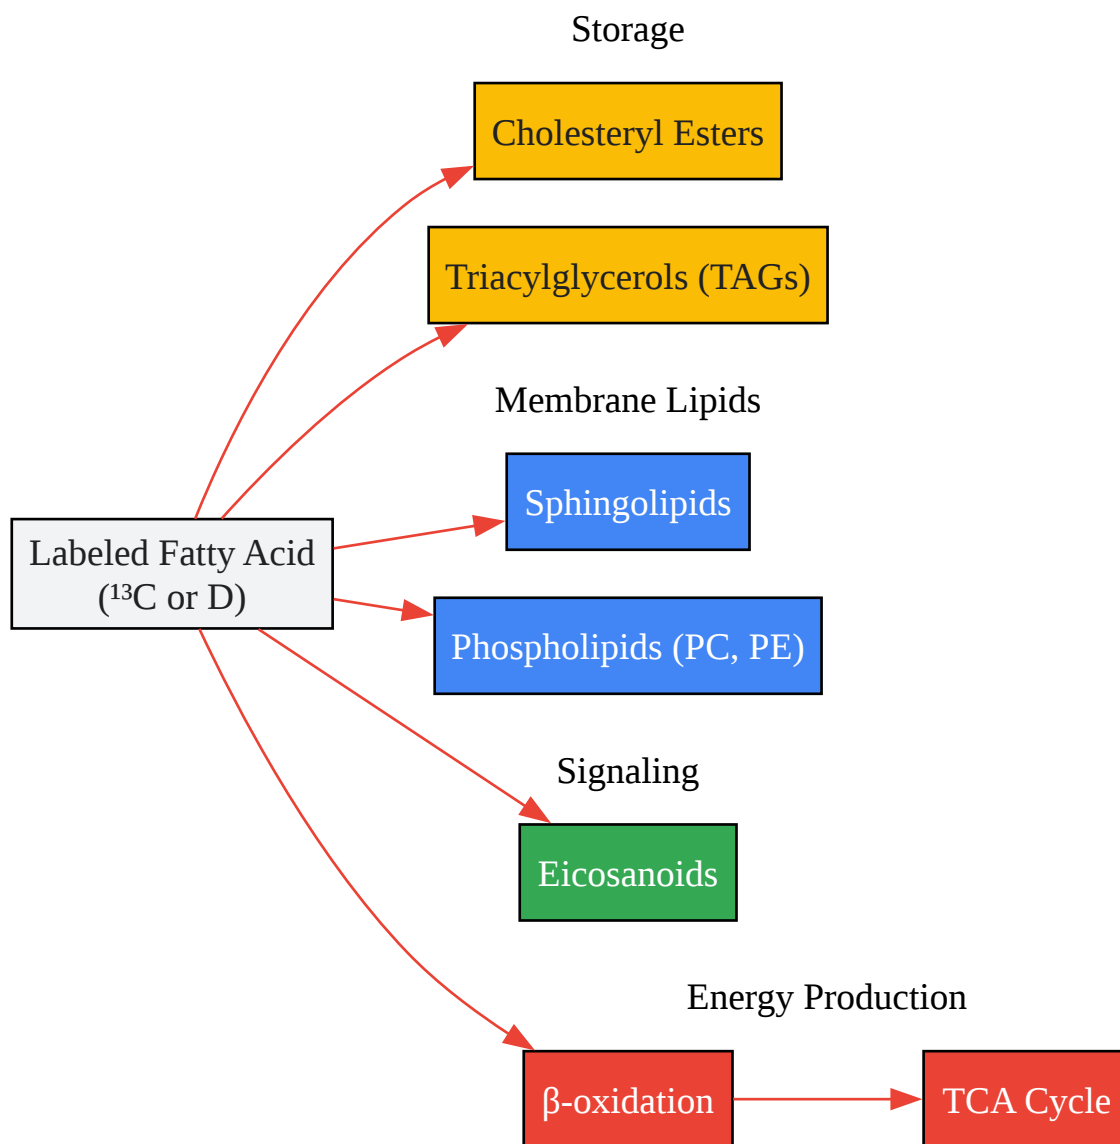 Storage
Cholesteryl Esters
Triacylglycerols (TAGs)
Membrane Lipids
Sphingolipids
Labeled Fatty Acid
(¹³C or D)
Phospholipids (PC, PE)
Signaling
Eicosanoids
Energy Production
β-oxidation
TCA Cycle